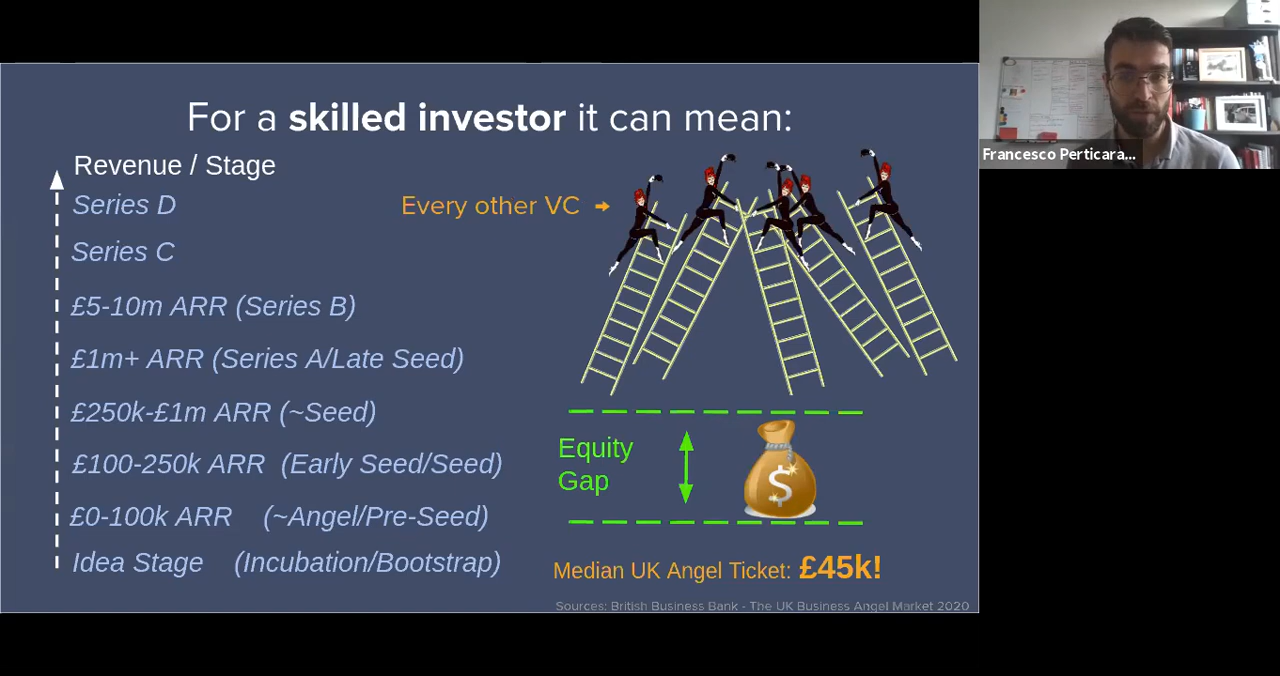 For a skilled investor it can mean:
Revenue / Stage
Series D
Every other VC
Series C
£5-10m ARR (Series B)
£1m+ ARR (Series A/Late Seed)
£250k-£1m ARR (~Seed)
£100-250k ARR (Early Seed/Seed)
£0-100k ARR (~Angel/Pre-Seed)
Idea Stage (Incubation/Bootstrap)
Equity
Gap
$
Median UK Angel Ticket: £45k!
Sources: British Business Bank - The UK Business Angel Market 2020
Francesco Perticara...